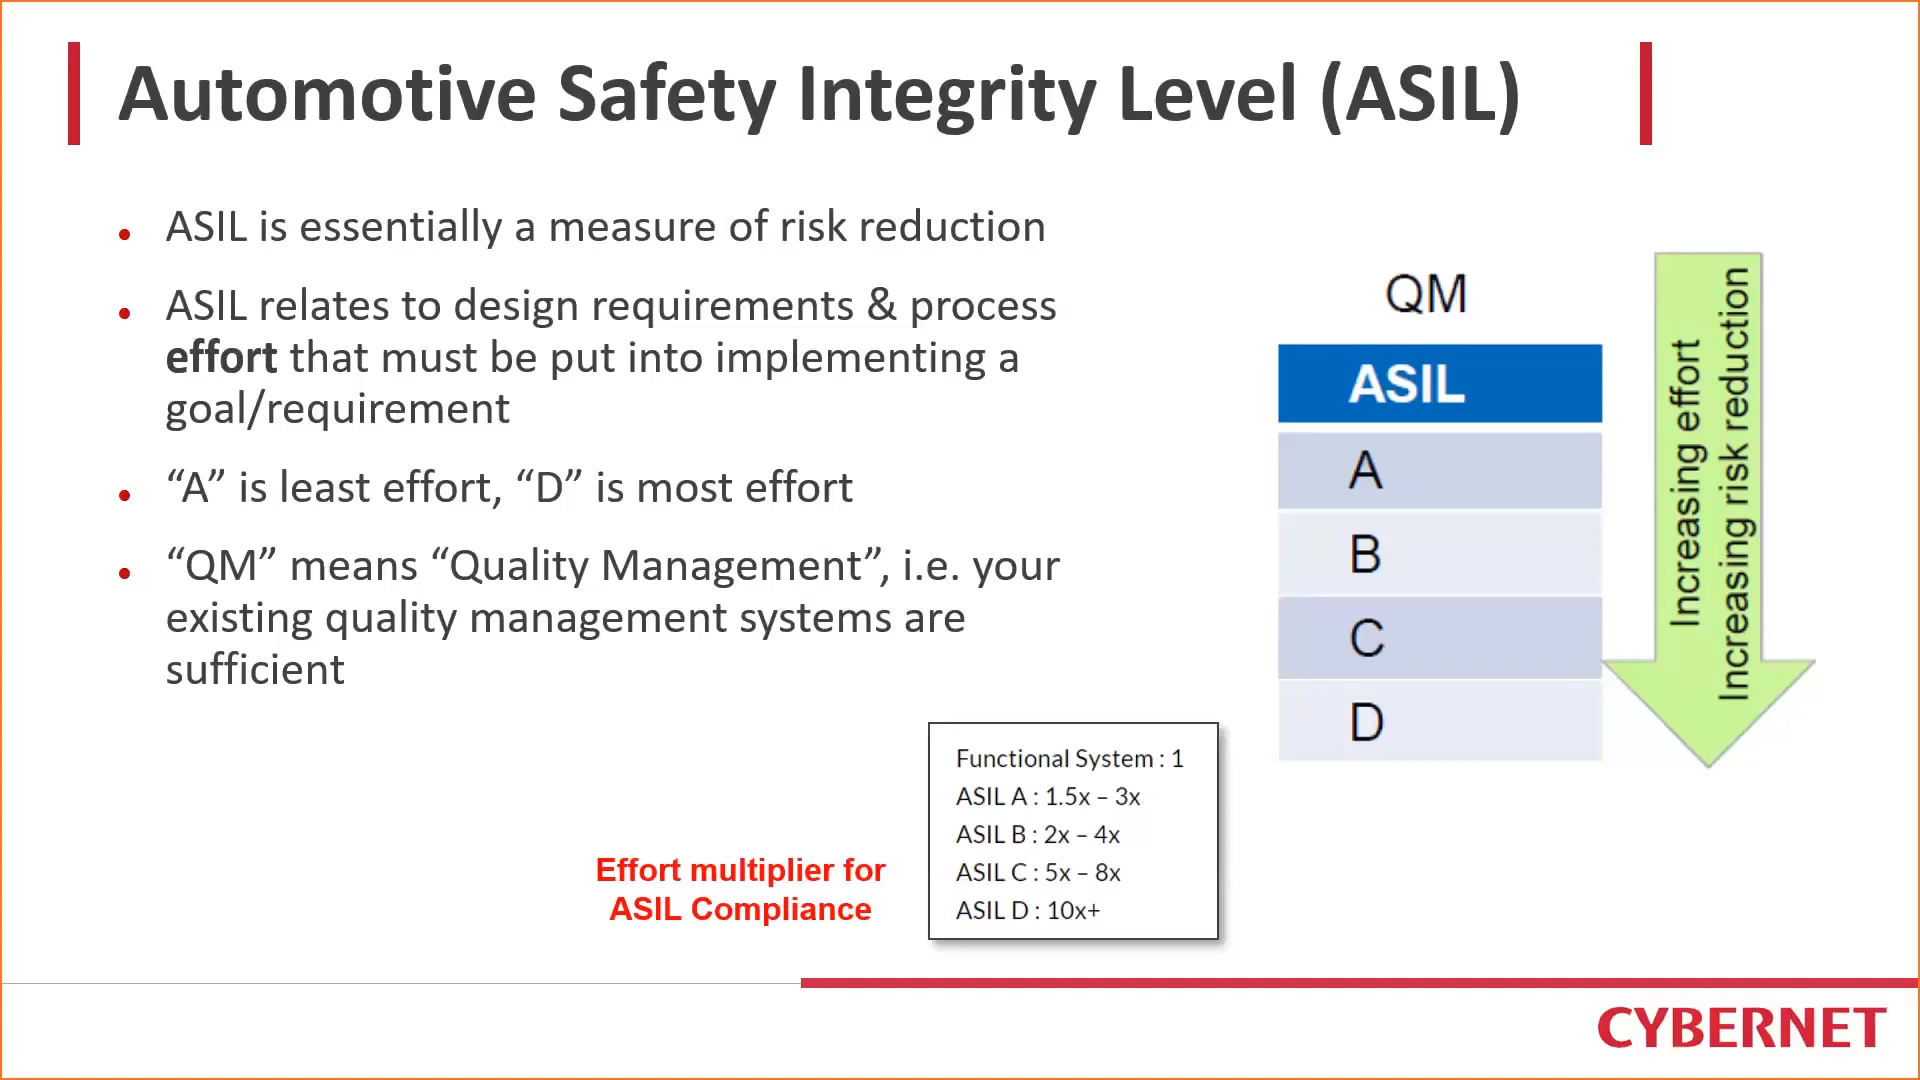 Automotive Safety Integrity Level (ASIL)
ASIL is essentially a measure of risk reduction
ASIL relates to design requirements & process
effort that must be put into implementing a
goal/requirement
“A” is least effort, “D” is most effort
“QM” means “Quality Management”, i.e. your
existing quality management systems are
sufficient
QM
ASIL
A
B
C
D
Increasing effort
Increasing risk reduction
Effort multiplier for
ASIL Compliance
Functional System : 1
ASIL A : 1.5x – 3x
ASIL B : 2x – 4x
ASIL C : 5x – 8x
ASIL D : 10x+
CYBERNET